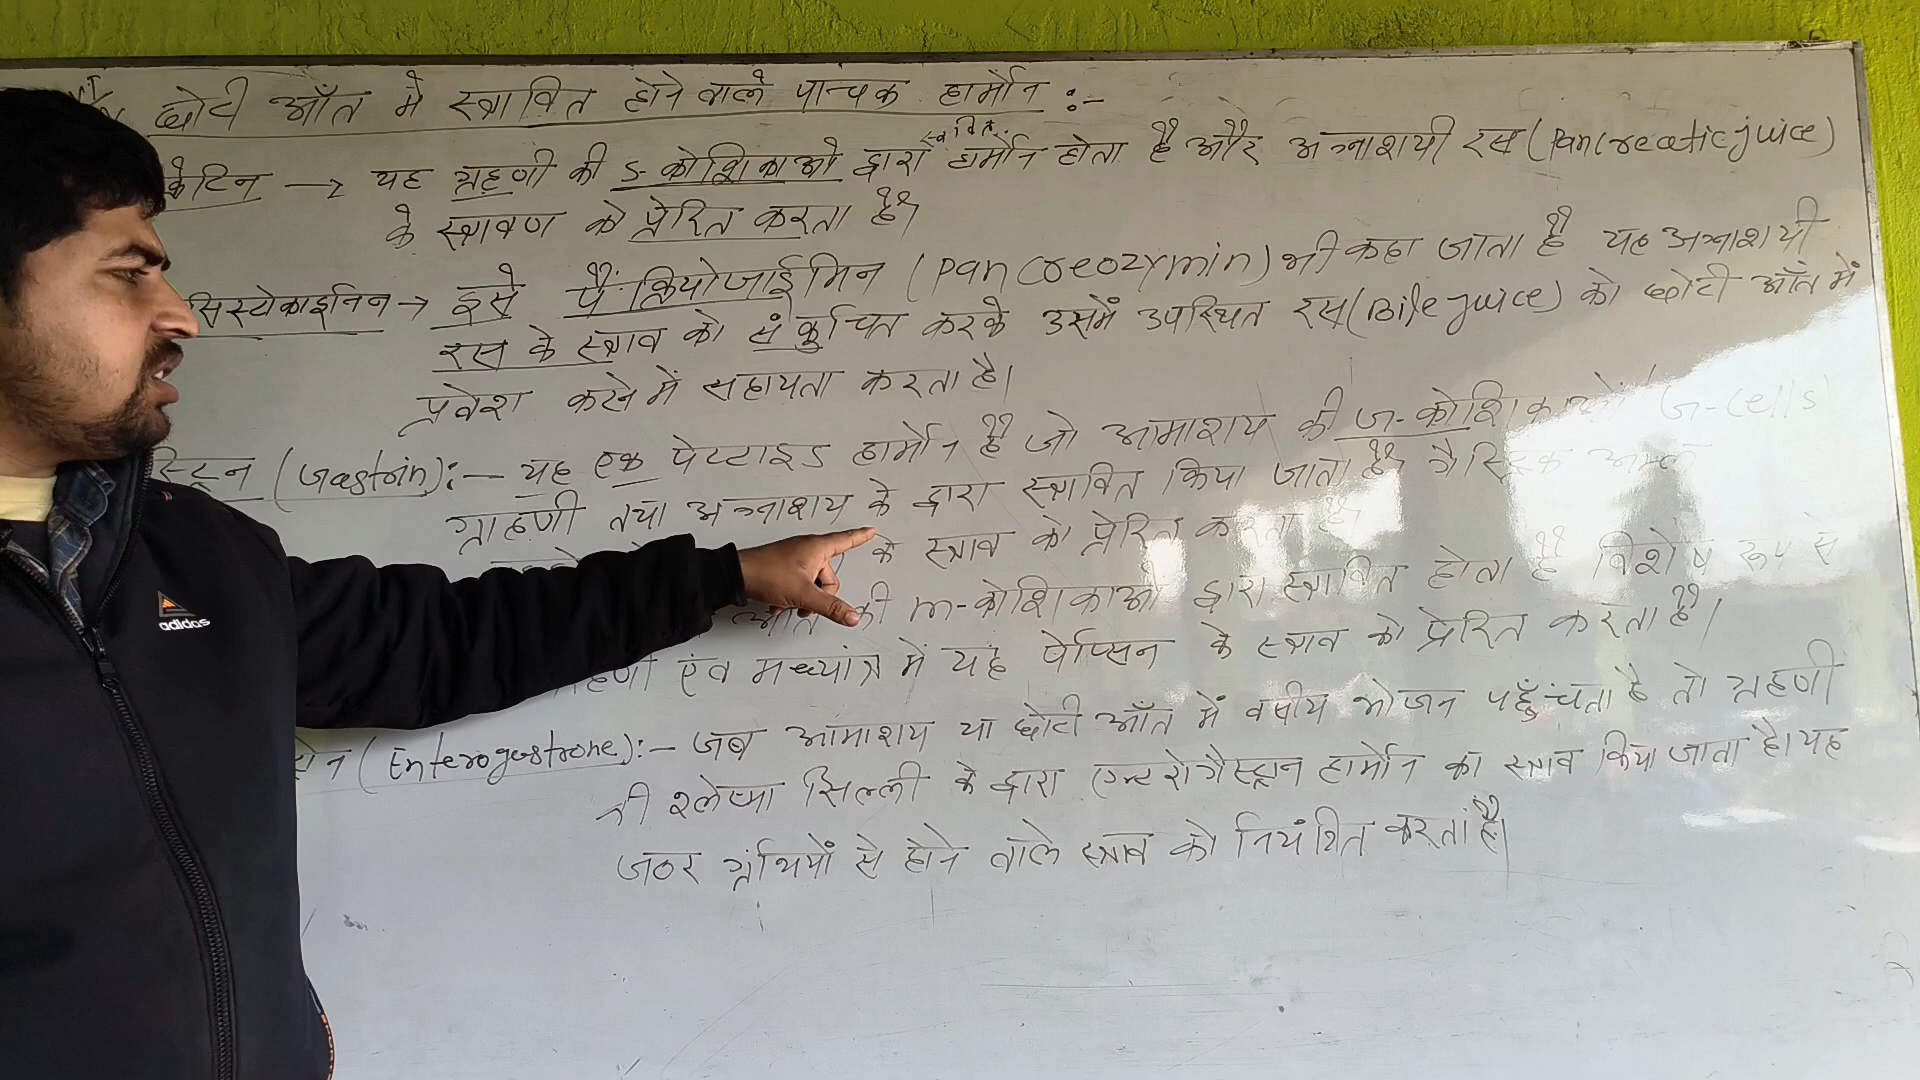 छोटी आँत में स्त्रावित होने वाले पाचक हार्मोन :-
स्त्रावित
क्रेटिन → यह ग्रहणी की S-कोशिकाओ द्वारा हार्मोन होता है और अग्नाशयी रस (Pancreatic juice)
के स्त्रावण को प्रेरित करता है।
सिस्टोकाइनिन → इसे पैंक्रियोजाईमिन (Pancreozymin) भी कहा जाता है यह अग्नाशयी
रस के स्त्राव को संकुचित करके उसमें उपस्थित रस (Bile juice) को छोटी आँत में
प्रवेश करने में सहायता करता है।
स्ट्रिन (Gastrin):- यह एक पेप्टाइड हार्मोन है जो आमाशय की G-कोशिकाओं (G-cells)
ग्राहणी तथा अग्नाशय के द्वारा स्त्रावित किया जाता है। गैस्ट्रिक अम्ल
के स्त्राव को प्रेरित करता है।
आँत की m-कोशिकाओ द्वारा स्त्रावित होता है विशेष रूप से
ग्रहणी एंव मध्यांत्र में यह पेप्सिन के स्त्राव को प्रेरित करता है।
ट्रोन (Enterogastrone):- जब आमाशय या छोटी आँत में वसीय भोजन पहुँचता है तो ग्रहणी
की श्लेष्मा झिल्ली के द्वारा एन्टरोगैस्ट्रान हार्मोन का स्त्राव किया जाता है। यह
जठर ग्रंथियों से होने वाले स्त्राव को नियंत्रित करता है।
adidas